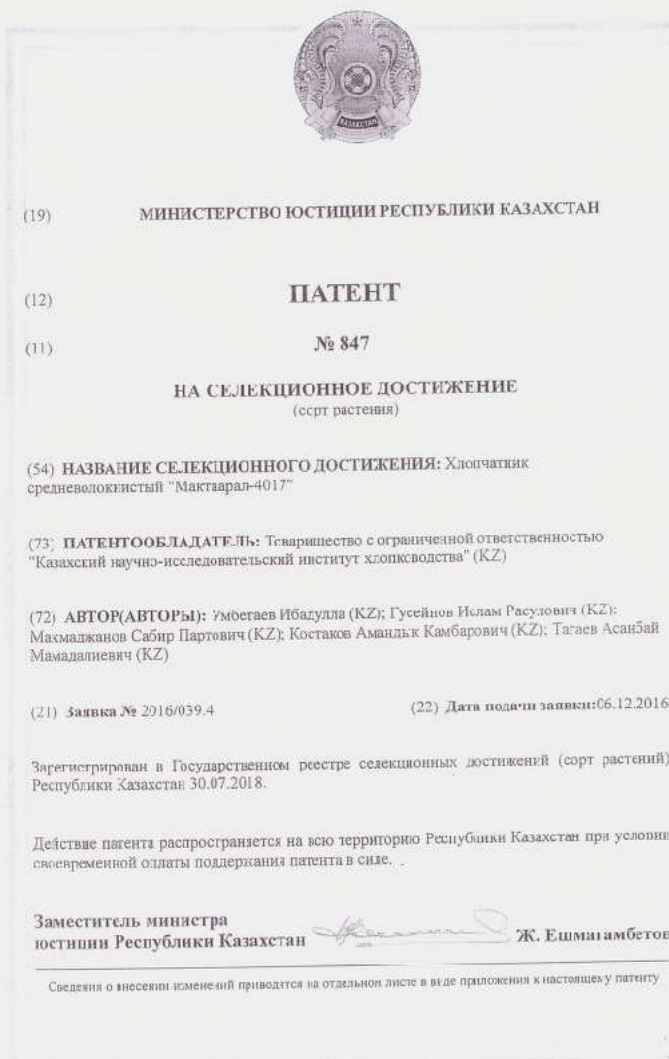 ҚАЗАҚСТАН
(19) МИНИСТЕРСТВО ЮСТИЦИИ РЕСПУБЛИКИ КАЗАХСТАН
(12) ПАТЕНТ
(11) № 847
НА СЕЛЕКЦИОННОЕ ДОСТИЖЕНИЕ
(сорт растения)
(54) НАЗВАНИЕ СЕЛЕКЦИОННОГО ДОСТИЖЕНИЯ: Хлопчатник
средневолокнистый "Мактаарал-4017"
(73) ПАТЕНТООБЛАДАТЕЛЬ: Товарищество с ограниченной ответственностью
"Казахский научно-исследовательский институт хлопководства" (KZ)
(72) АВТОР(АВТОРЫ): Умбетаев Ибадулла (KZ); Гусейнов Ислам Расулович (KZ);
Махмаджанов Сабир Партович (KZ); Костаков Амандык Камбарович (KZ); Тагаев Асанбай
Мамадалиевич (KZ)
(21) Заявка № 2016/039.4 (22) Дата подачи заявки:06.12.2016
Зарегистрирован в Государственном реестре селекционных достижений (сорт растений)
Республики Казахстан 30.07.2018.
Действие патента распространяется на всю территорию Республики Казахстан при условии
своевременной оплаты поддержания патента в силе.
Заместитель министра
юстиции Республики Казахстан Ж. Ешмагамбетов
Сведения о внесении изменений приводятся на отдельном листе в виде приложения к настоящему патенту